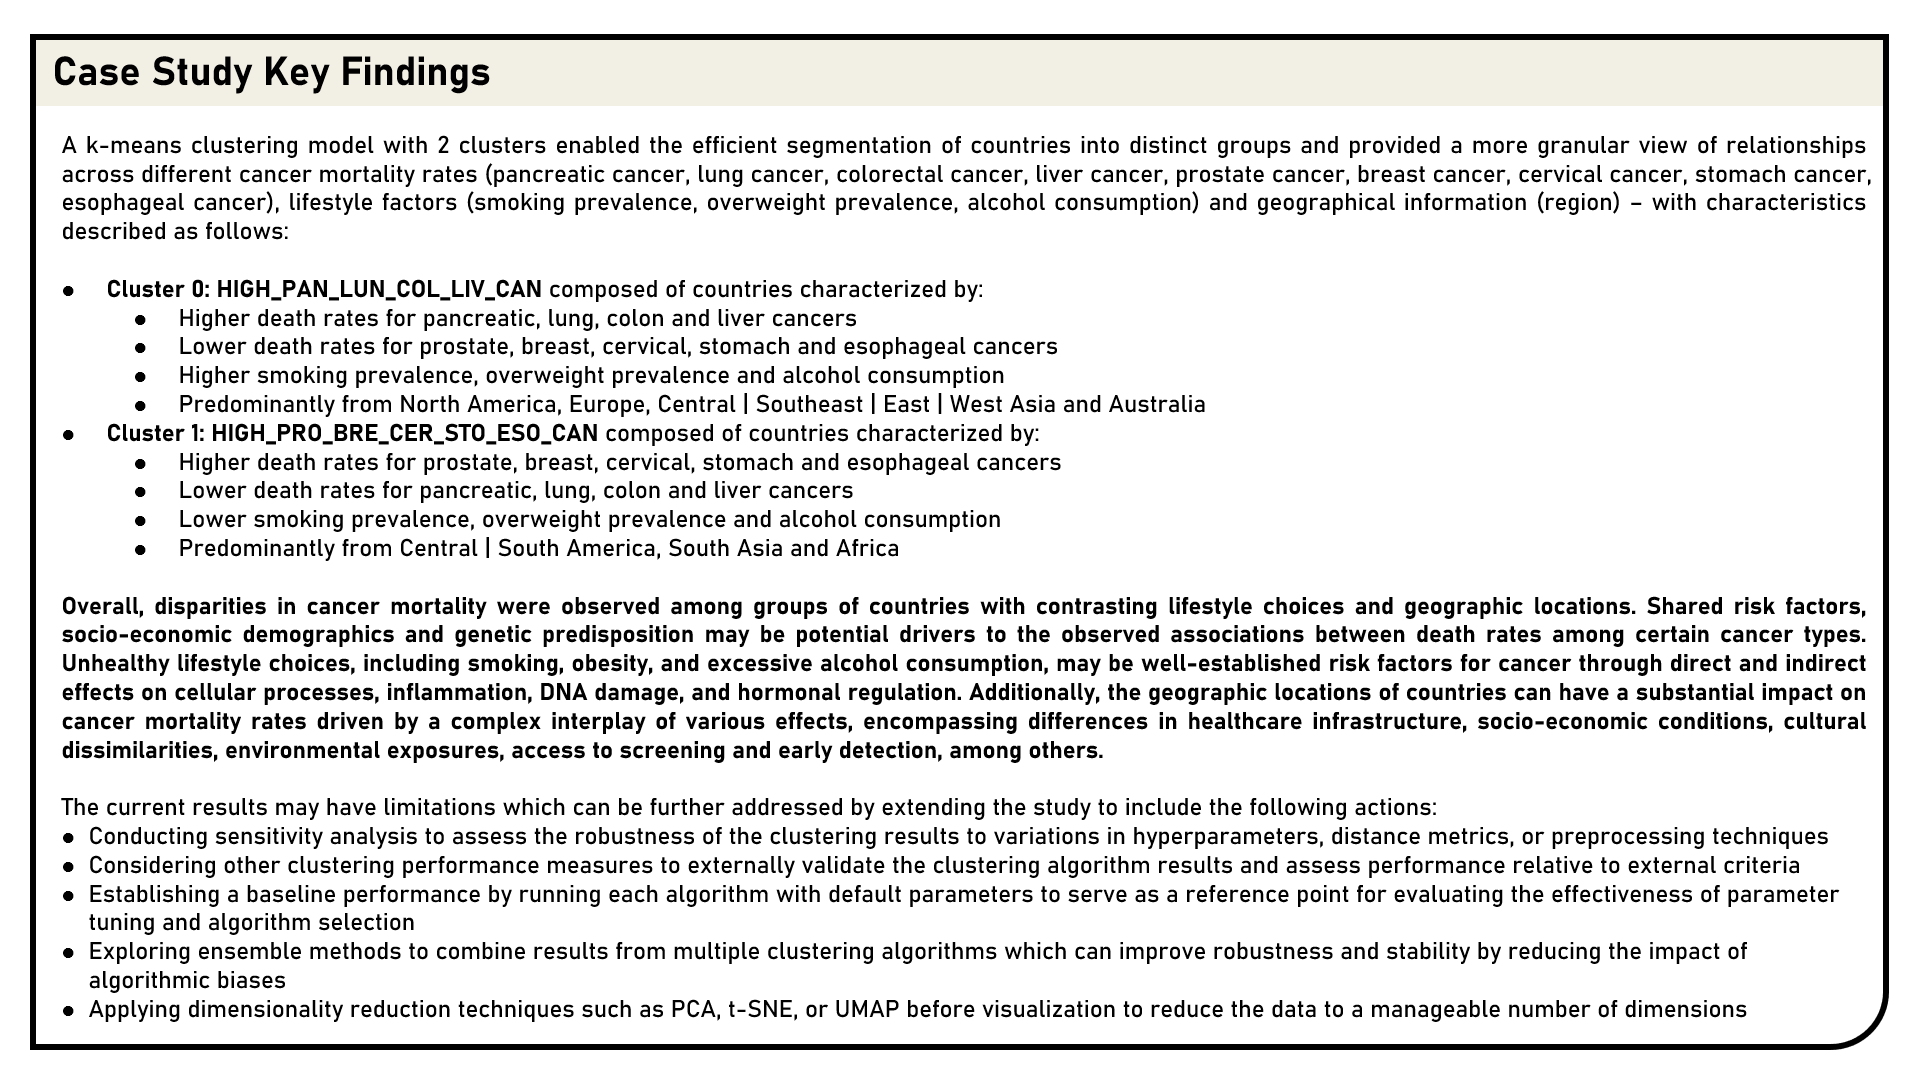 Case Study Key Findings
A k-means clustering model with 2 clusters enabled the efficient segmentation of countries into distinct groups and provided a more granular view of relationships
across different cancer mortality rates (pancreatic cancer, lung cancer, colorectal cancer, liver cancer, prostate cancer, breast cancer, cervical cancer, stomach cancer,
esophageal cancer), lifestyle factors (smoking prevalence, overweight prevalence, alcohol consumption) and geographical information (region) – with characteristics
described as follows:
● Cluster 0: HIGH_PAN_LUN_COL_LIV_CAN composed of countries characterized by:
● Higher death rates for pancreatic, lung, colon and liver cancers
● Lower death rates for prostate, breast, cervical, stomach and esophageal cancers
● Higher smoking prevalence, overweight prevalence and alcohol consumption
● Predominantly from North America, Europe, Central | Southeast | East | West Asia and Australia
● Cluster 1: HIGH_PRO_BRE_CER_STO_ESO_CAN composed of countries characterized by:
● Higher death rates for prostate, breast, cervical, stomach and esophageal cancers
● Lower death rates for pancreatic, lung, colon and liver cancers
● Lower smoking prevalence, overweight prevalence and alcohol consumption
● Predominantly from Central | South America, South Asia and Africa
Overall, disparities in cancer mortality were observed among groups of countries with contrasting lifestyle choices and geographic locations. Shared risk factors,
socio-economic demographics and genetic predisposition may be potential drivers to the observed associations between death rates among certain cancer types.
Unhealthy lifestyle choices, including smoking, obesity, and excessive alcohol consumption, may be well-established risk factors for cancer through direct and indirect
effects on cellular processes, inflammation, DNA damage, and hormonal regulation. Additionally, the geographic locations of countries can have a substantial impact on
cancer mortality rates driven by a complex interplay of various effects, encompassing differences in healthcare infrastructure, socio-economic conditions, cultural
dissimilarities, environmental exposures, access to screening and early detection, among others.
The current results may have limitations which can be further addressed by extending the study to include the following actions:
● Conducting sensitivity analysis to assess the robustness of the clustering results to variations in hyperparameters, distance metrics, or preprocessing techniques
● Considering other clustering performance measures to externally validate the clustering algorithm results and assess performance relative to external criteria
● Establishing a baseline performance by running each algorithm with default parameters to serve as a reference point for evaluating the effectiveness of parameter
tuning and algorithm selection
● Exploring ensemble methods to combine results from multiple clustering algorithms which can improve robustness and stability by reducing the impact of
algorithmic biases
● Applying dimensionality reduction techniques such as PCA, t-SNE, or UMAP before visualization to reduce the data to a manageable number of dimensions